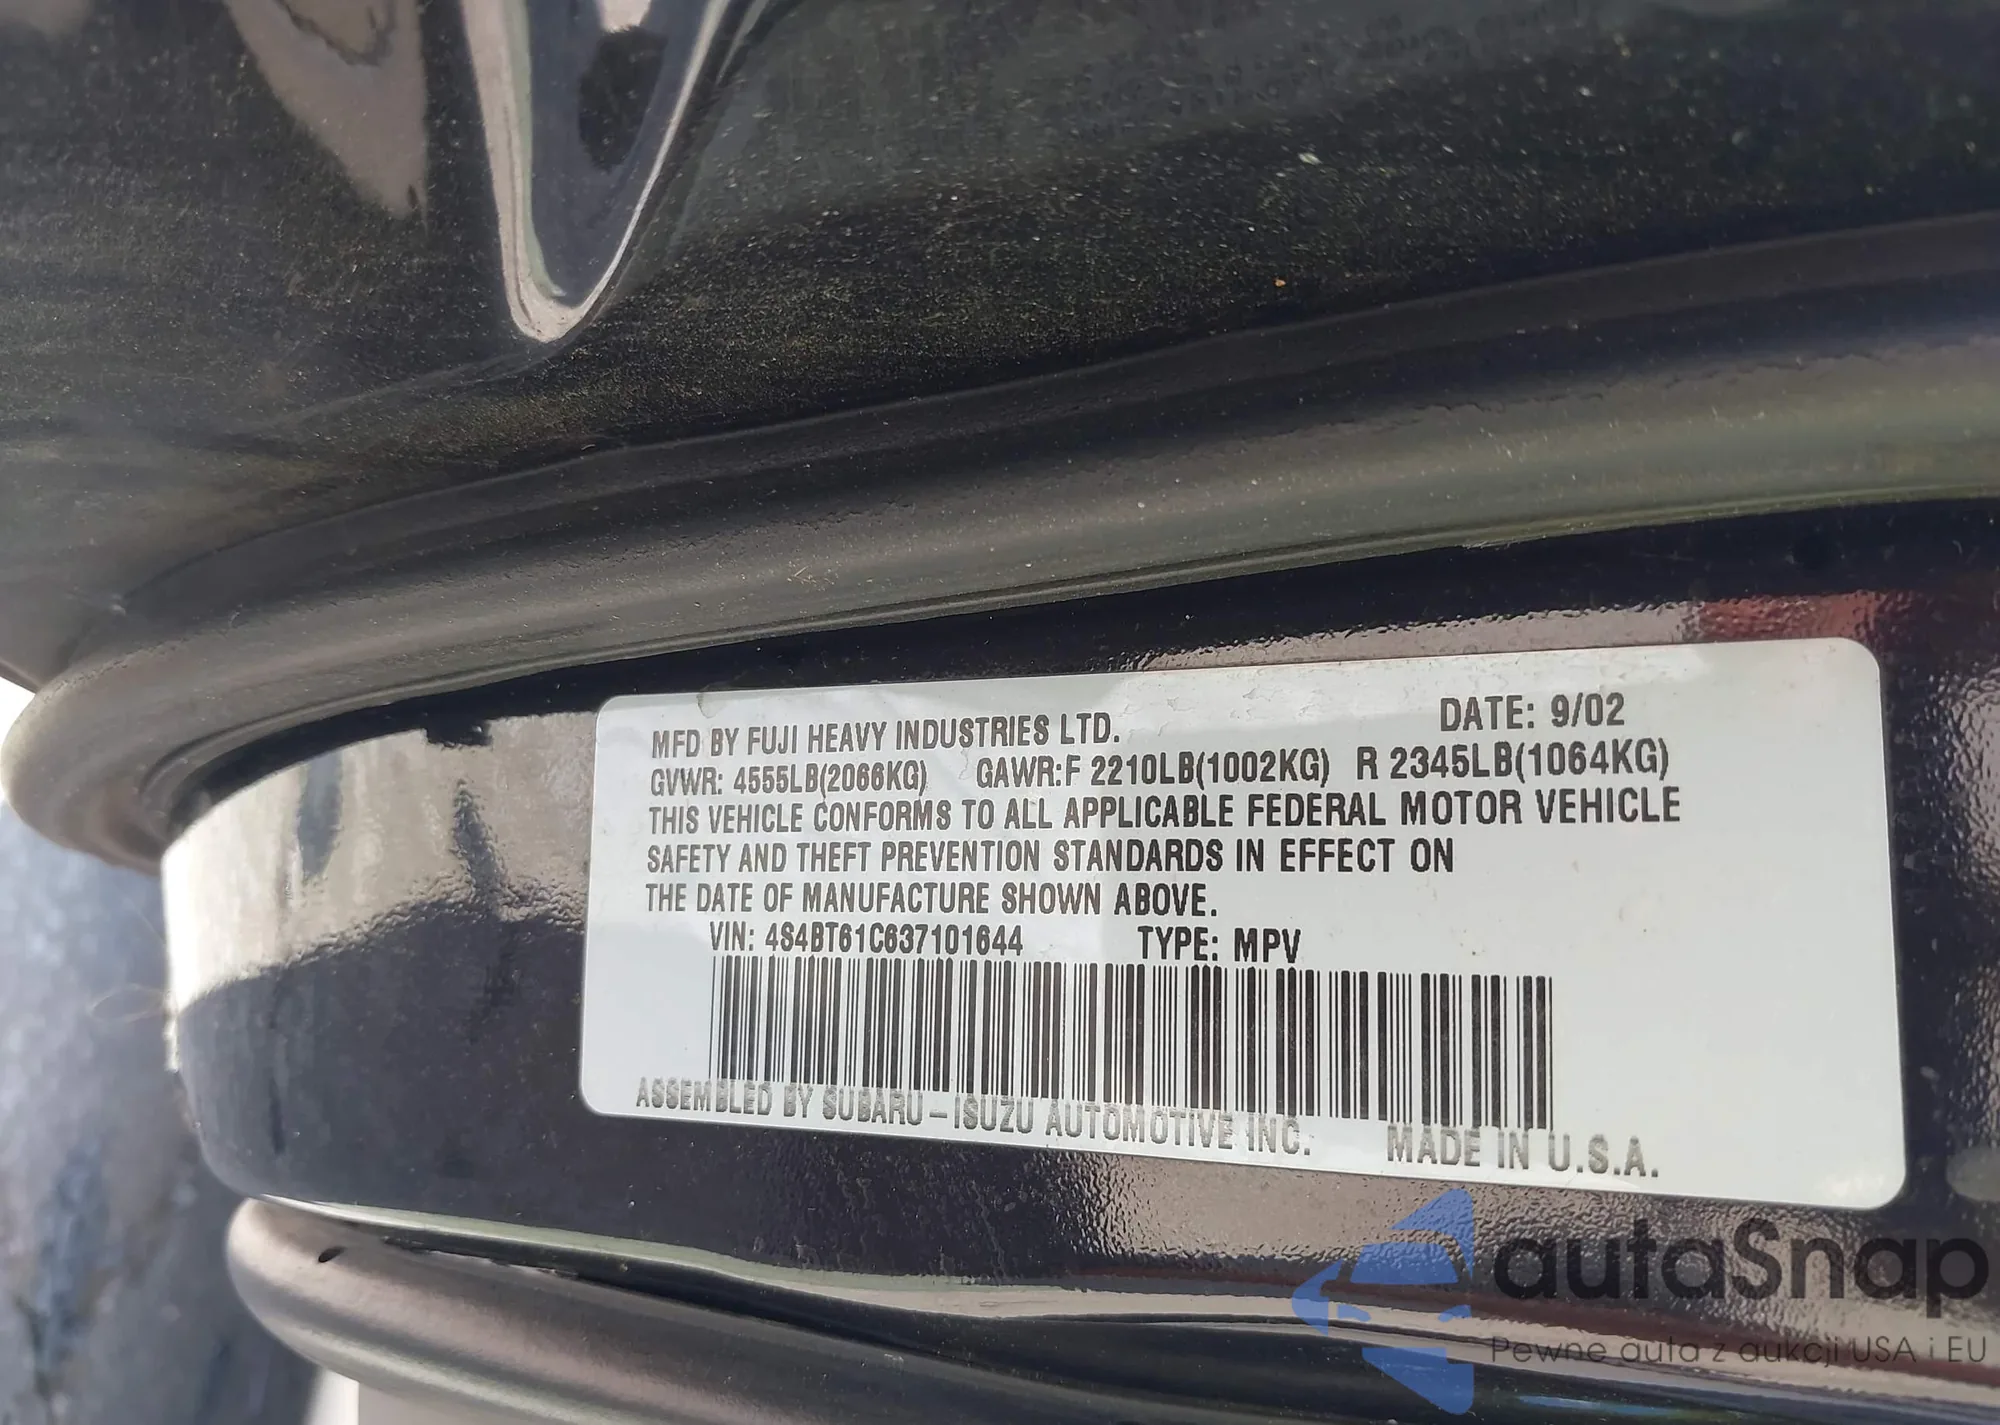 MFD BY FUJI HEAVY INDUSTRIES LTD. DATE: 9/02
GVWR: 4555LB(2066KG) GAWR:F 2210LB(1002KG) R 2345LB(1064KG)
THIS VEHICLE CONFORMS TO ALL APPLICABLE FEDERAL MOTOR VEHICLE
SAFETY AND THEFT PREVENTION STANDARDS IN EFFECT ON
THE DATE OF MANUFACTURE SHOWN ABOVE.
VIN: 4S4BT61C637101644 TYPE: MPV
ASSEMBLED BY SUBARU-ISUZU AUTOMOTIVE INC. MADE IN U.S.A.
autaSnap
Pewne auta z aukcji USA i EU